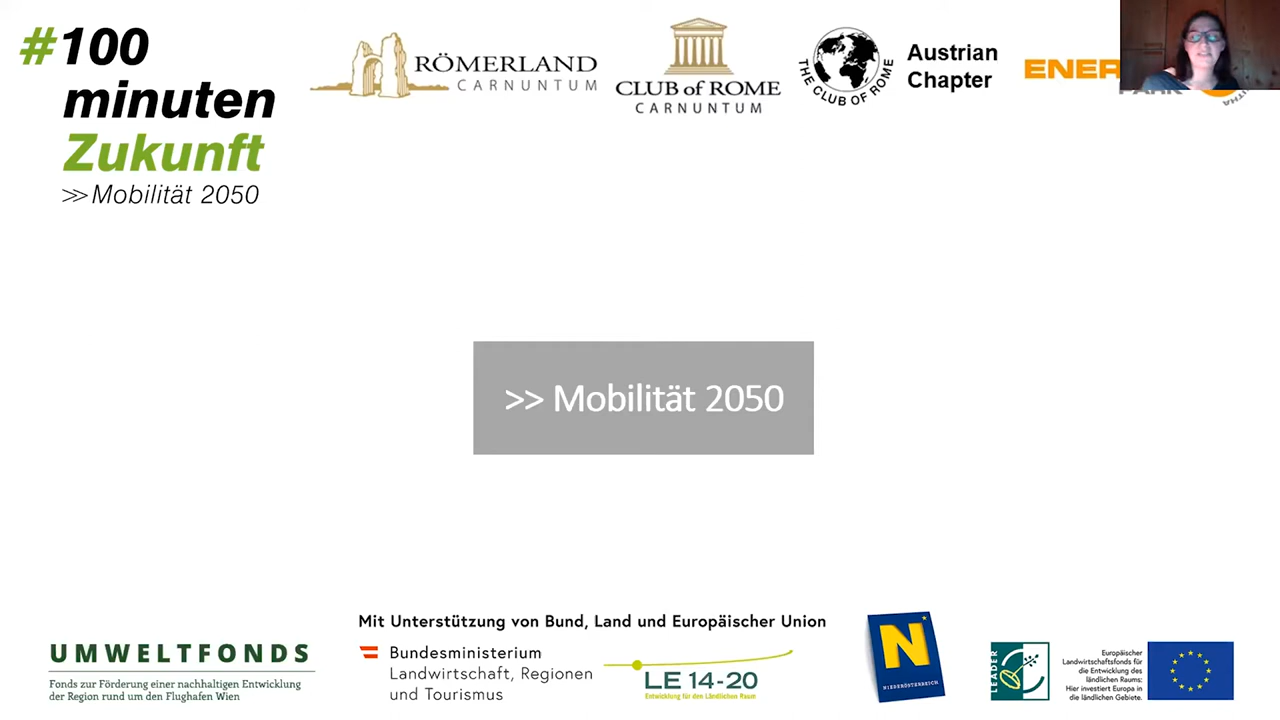 #100
minuten
Zukunft
>> Mobilität 2050
RÖMERLAND
CARNUNTUM
CLUB of ROME
CARNUNTUM
THE CLUB OF ROME
Austrian
Chapter
>> Mobilität 2050
UMWELTFONDS
Fonds zur Förderung einer nachhaltigen Entwicklung
der Region rund um den Flughafen Wien
Mit Unterstützung von Bund, Land und Europäischer Union
Bundesministerium
Landwirtschaft, Regionen
und Tourismus
LE 14-20
Entwicklung für den Ländlichen Raum
N
NIEDERÖSTERREICH
LEADER
Europäischer
Landwirtschaftsfonds für
die Entwicklung des
ländlichen Raums:
Hier investiert Europa in
die ländlichen Gebiete.